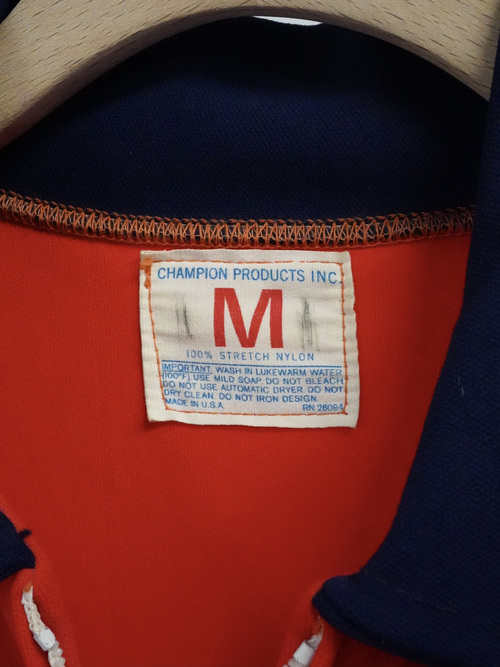 CHAMPION PRODUCTS INC.
M
100% STRETCH NYLON
IMPORTANT, WASH IN LUKEWARM WATER
(100°F), USE MILD SOAP. DO NOT BLEACH.
DO NOT USE AUTOMATIC DRYER. DO NOT
DRY CLEAN. DO NOT IRON DESIGN.
MADE IN U.S.A. RN 26094